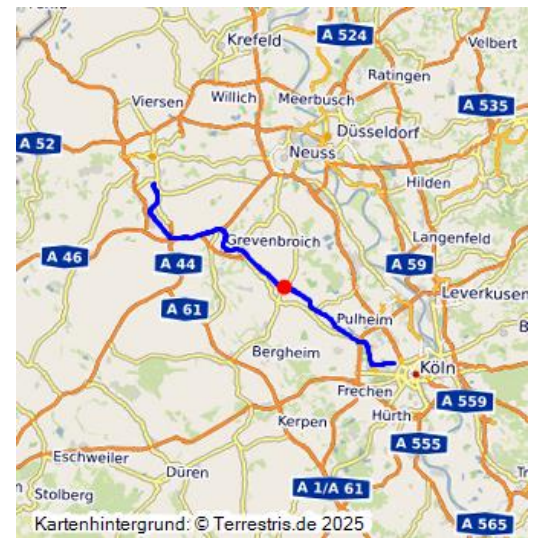 Krefeld
A 524
Velbert
Ratingen
Viersen
Willich
Meerbusch
A 535
Düsseldorf
A 52
Neuss
Hilden
Grevenbroich
Langenfeld
A 46
A 44
A 59
Leverkusen
A 61
Pulheim
Bergheim
Köln
Frechen
A 559
Hürth
Kerpen
A 555
Eschweiler
Düren
A 1/A 61
Stolberg
Kartenhintergrund: © Terrestris.de 2025
A 565